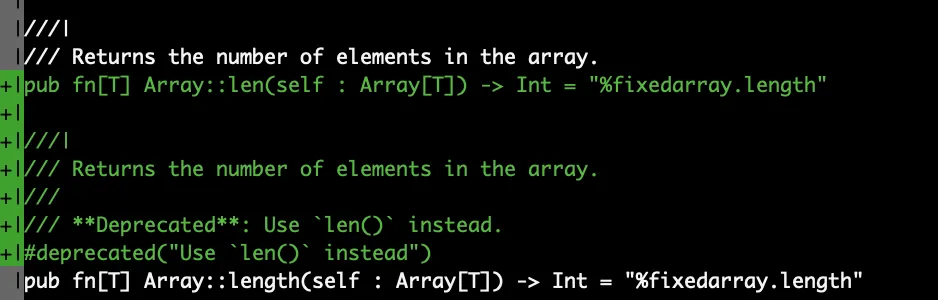 |///|
|/// Returns the number of elements in the array.
+|pub fn[T] Array::len(self : Array[T]) -> Int = "%fixedarray.length"
+|
+|///|
+|/// Returns the number of elements in the array.
+|///
+|/// **Deprecated**: Use `len()` instead.
+|#deprecated("Use `len()` instead")
|pub fn[T] Array::length(self : Array[T]) -> Int = "%fixedarray.length"